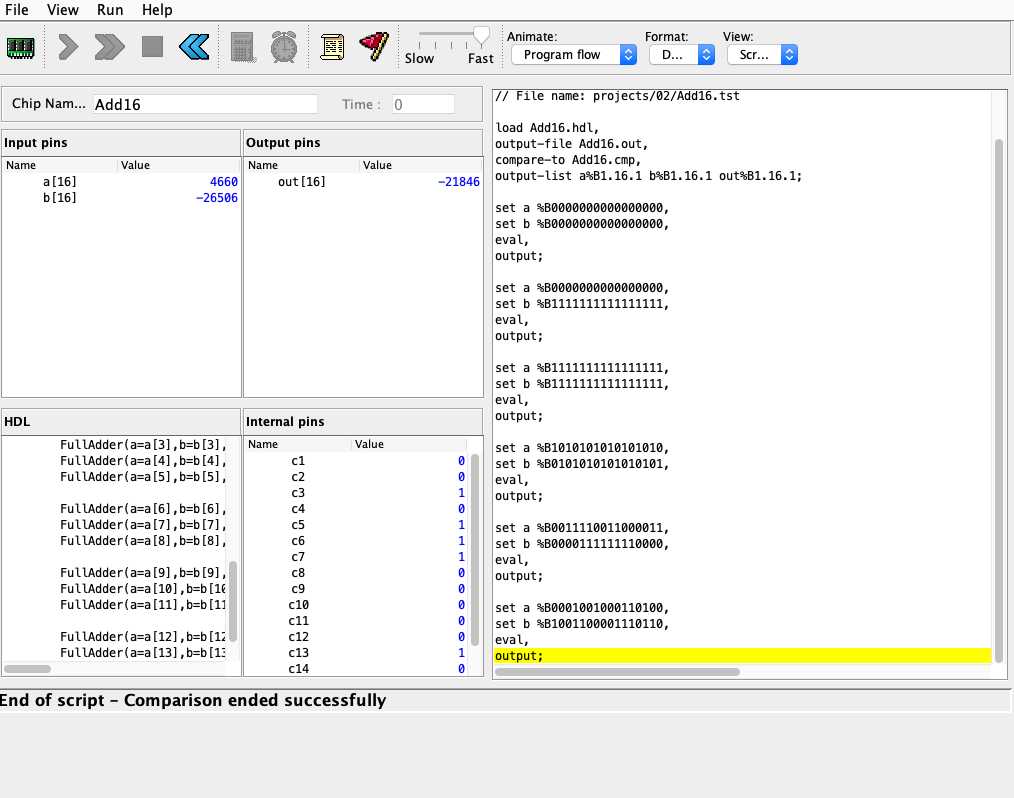 File View Run Help
Animate: Format: View:
Slow Fast Program flow D... Scr...
Chip Nam... Add16 Time : 0
Input pins
Name Value
a[16] 4660
b[16] -26506
Output pins
Name Value
out[16] -21846
HDL
FullAdder(a=a[3],b=b[3],
FullAdder(a=a[4],b=b[4],
FullAdder(a=a[5],b=b[5],
FullAdder(a=a[6],b=b[6],
FullAdder(a=a[7],b=b[7],
FullAdder(a=a[8],b=b[8],
FullAdder(a=a[9],b=b[9],
FullAdder(a=a[10],b=b[10
FullAdder(a=a[11],b=b[11
FullAdder(a=a[12],b=b[12
FullAdder(a=a[13],b=b[13
Internal pins
Name Value
c1 0
c2 0
c3 1
c4 0
c5 1
c6 1
c7 1
c8 0
c9 0
c10 0
c11 0
c12 0
c13 1
c14 0
// File name: projects/02/Add16.tst
load Add16.hdl,
output-file Add16.out,
compare-to Add16.cmp,
output-list a%B1.16.1 b%B1.16.1 out%B1.16.1;
set a %B0000000000000000,
set b %B0000000000000000,
eval,
output;
set a %B0000000000000000,
set b %B1111111111111111,
eval,
output;
set a %B1111111111111111,
set b %B1111111111111111,
eval,
output;
set a %B1010101010101010,
set b %B0101010101010101,
eval,
output;
set a %B0011110011000011,
set b %B0000111111110000,
eval,
output;
set a %B0001001000110100,
set b %B1001100001110110,
eval,
output;
End of script - Comparison ended successfully